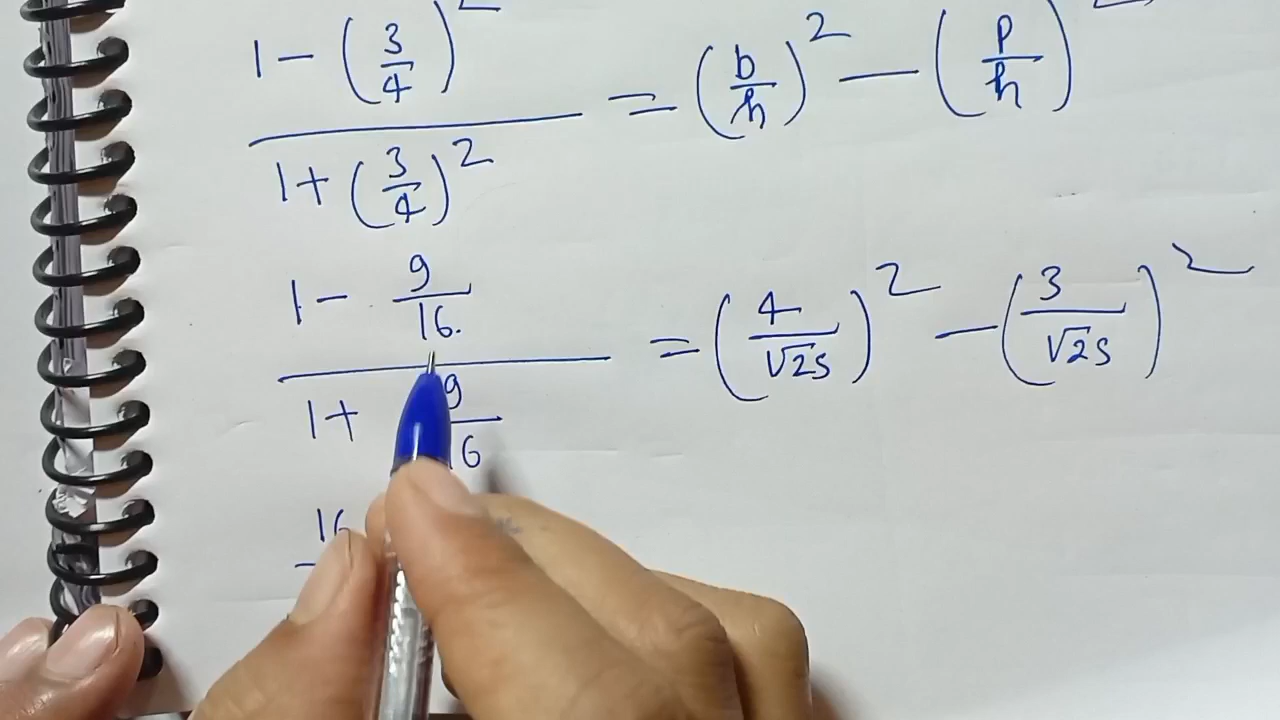 1 - (3/4)² / 1 + (3/4)² = (b/h)² - (p/h)²
1 - 9/16 / 1 + 9/16 = (4/√25)² - (3/√25)²
16